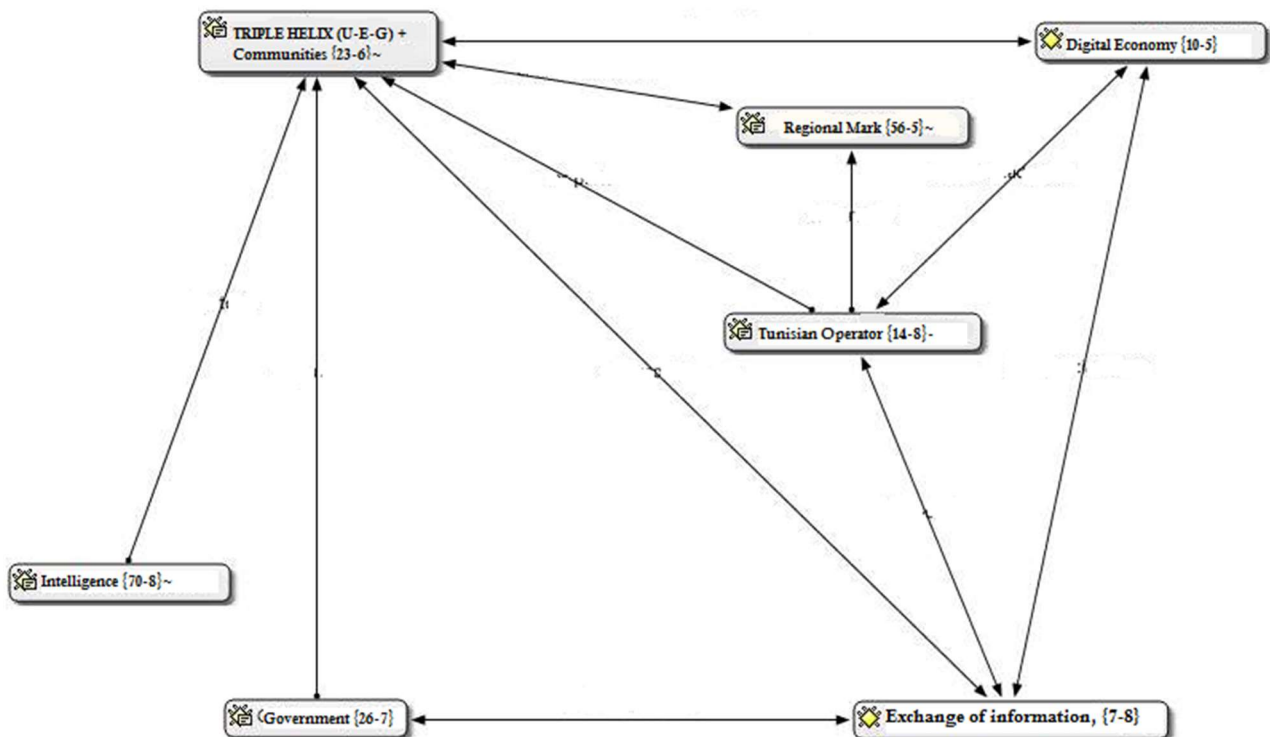 TRIPLE HELIX (U-E-G) +
Communities {23-6}~
Digital Economy {10-5}
Regional Mark {56-5}~
Tunisian Operator {14-8}-
Intelligence {70-8}~
(Government {26-7}
Exchange of information, {7-8}